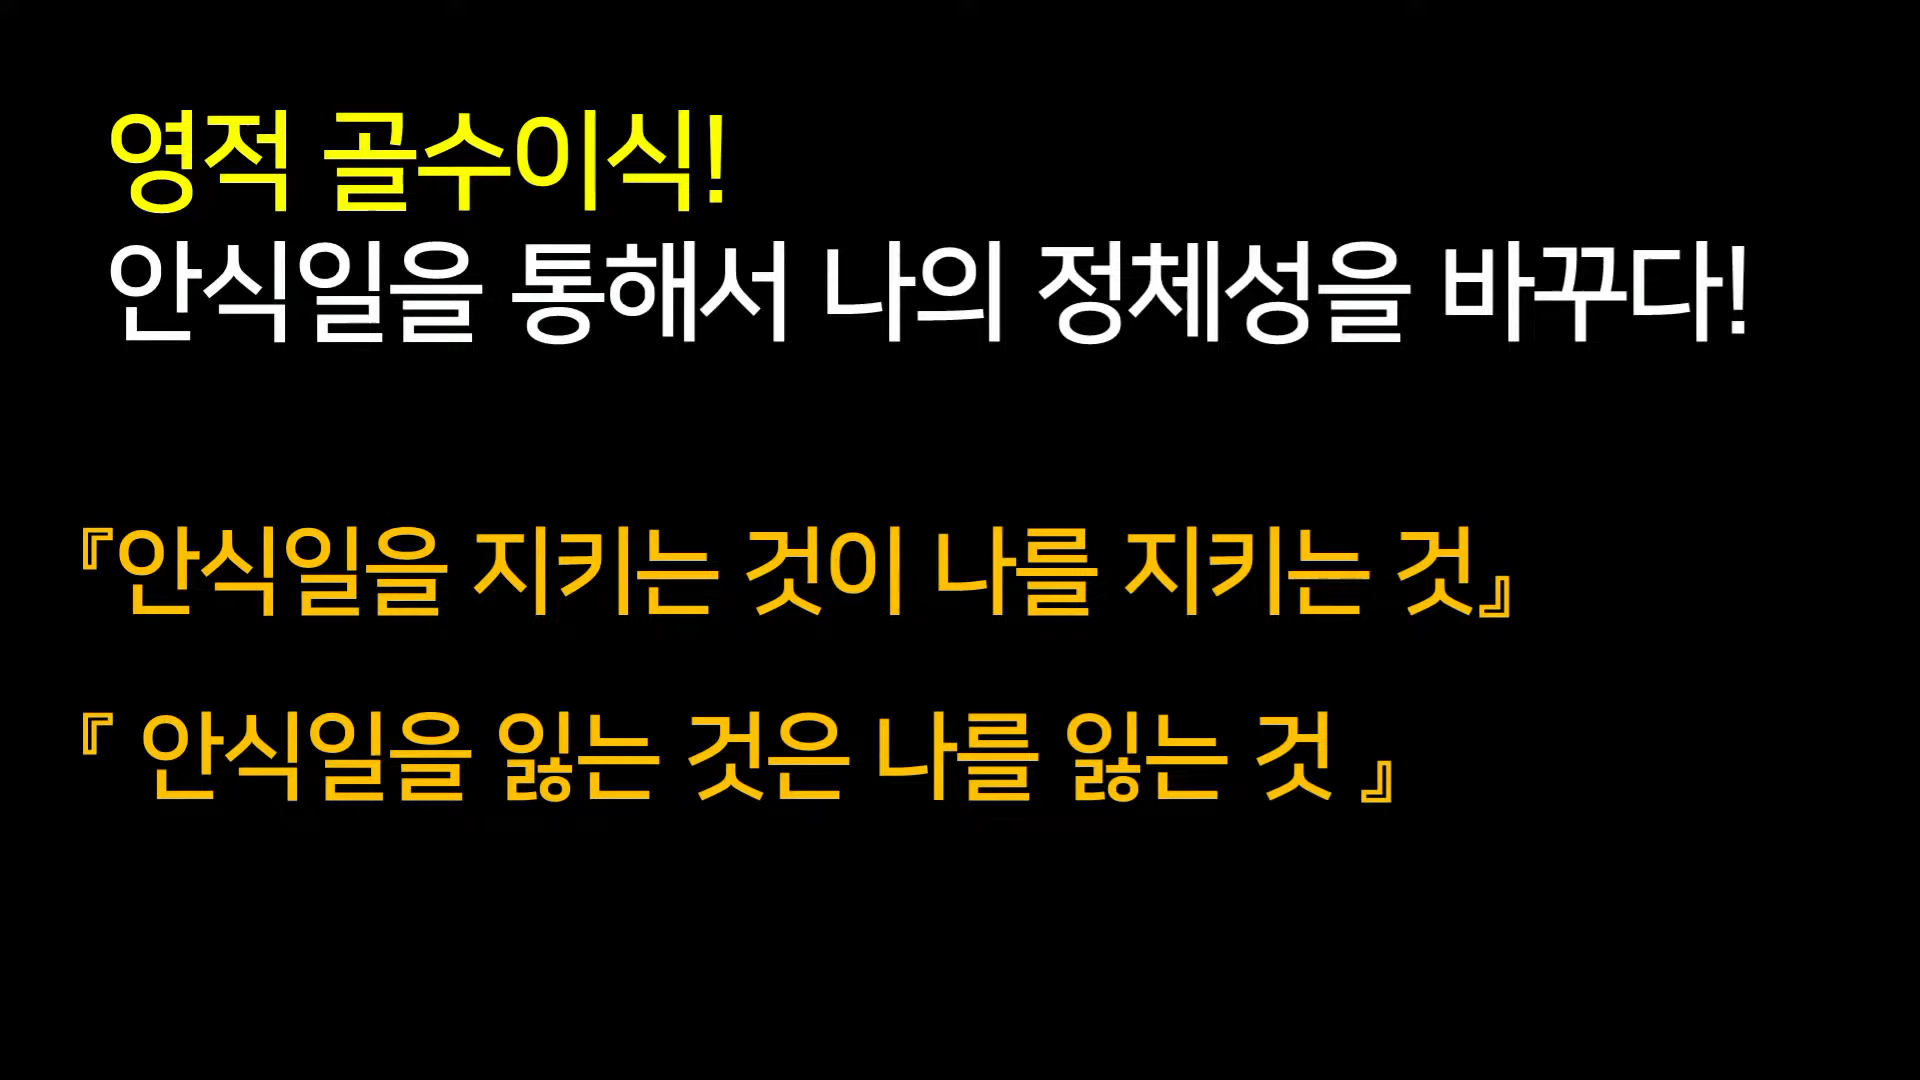 영적 골수이식!
안식일을 통해서 나의 정체성을 바꾸다!
『안식일을 지키는 것이 나를 지키는 것』
『 안식일을 잃는 것은 나를 잃는 것 』